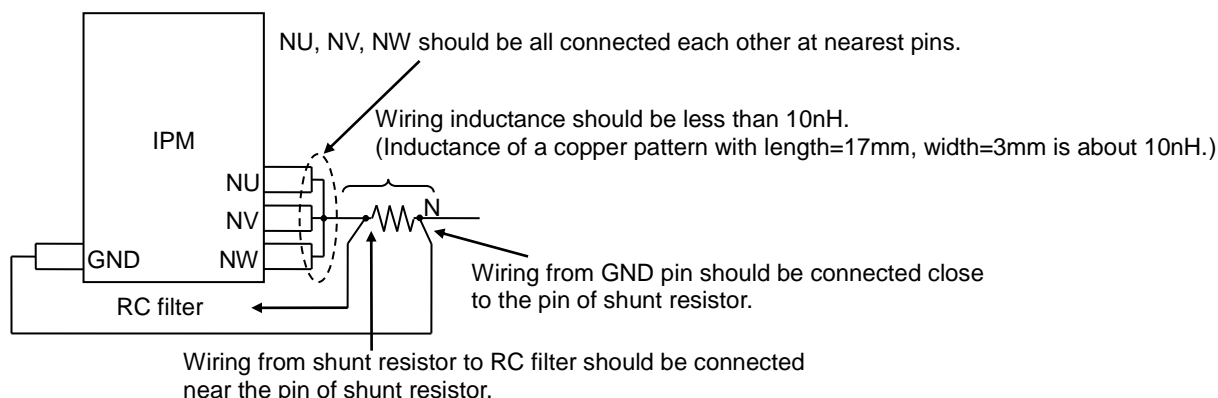 NU, NV, NW should be all connected each other at nearest pins.
Wiring inductance should be less than 10nH.
(Inductance of a copper pattern with length=17mm, width=3mm is about 10nH.)
IPM
NU
N
NV
GND
NW
Wiring from GND pin should be connected close
to the pin of shunt resistor.
RC filter
Wiring from shunt resistor to RC filter should be connected
near the pin of shunt resistor.